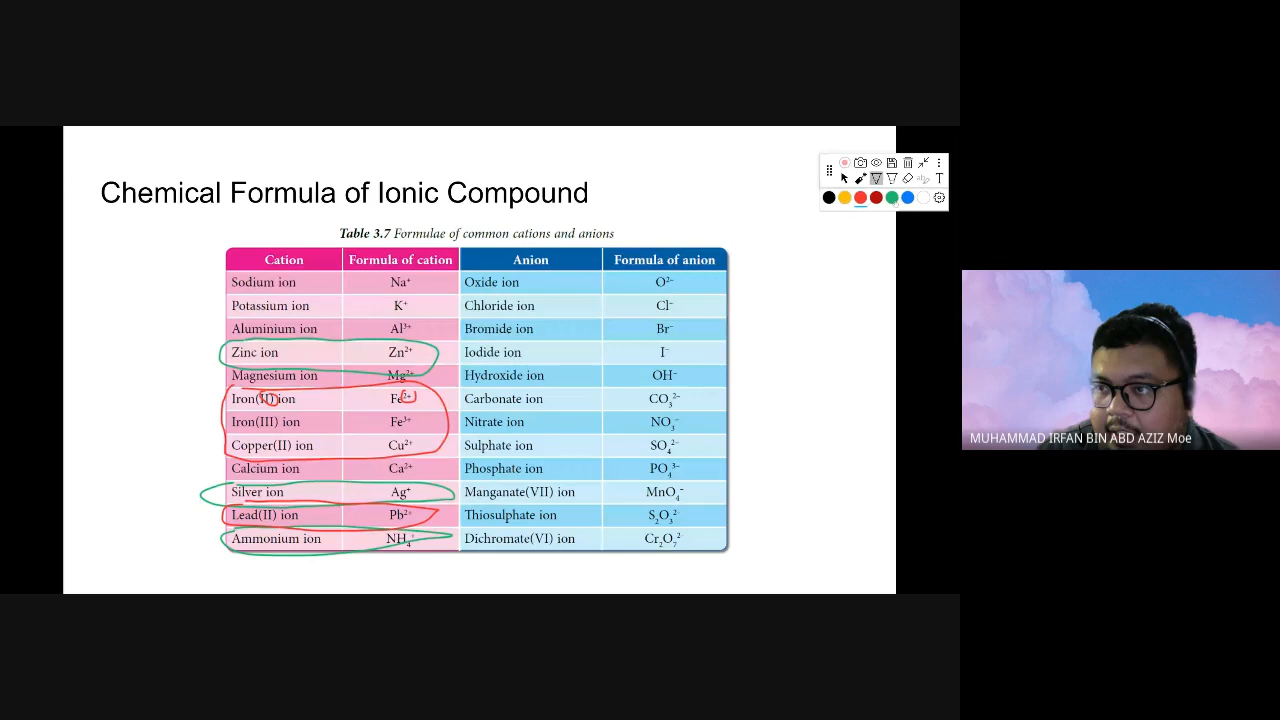 Chemical Formula of Ionic Compound
Table 3.7 Formulae of common cations and anions
Cation Formula of cation Anion Formula of anion
Sodium ion Na⁺ Oxide ion O²⁻
Potassium ion K⁺ Chloride ion Cl⁻
Aluminium ion Al³⁺ Bromide ion Br⁻
Zinc ion Zn²⁺ Iodide ion I⁻
Magnesium ion Mg²⁺ Hydroxide ion OH⁻
Iron(II) ion Fe²⁺ Carbonate ion CO₃²⁻
Iron(III) ion Fe³⁺ Nitrate ion NO₃⁻
Copper(II) ion Cu²⁺ Sulphate ion SO₄²⁻
Calcium ion Ca²⁺ Phosphate ion PO₄³⁻
Silver ion Ag⁺ Manganate(VII) ion MnO₄⁻
Lead(II) ion Pb²⁺ Thiosulphate ion S₂O₃²⁻
Ammonium ion NH₄⁺ Dichromate(VI) ion Cr₂O₇²⁻
MUHAMMAD IRFAN BIN ABD AZIZ Moe